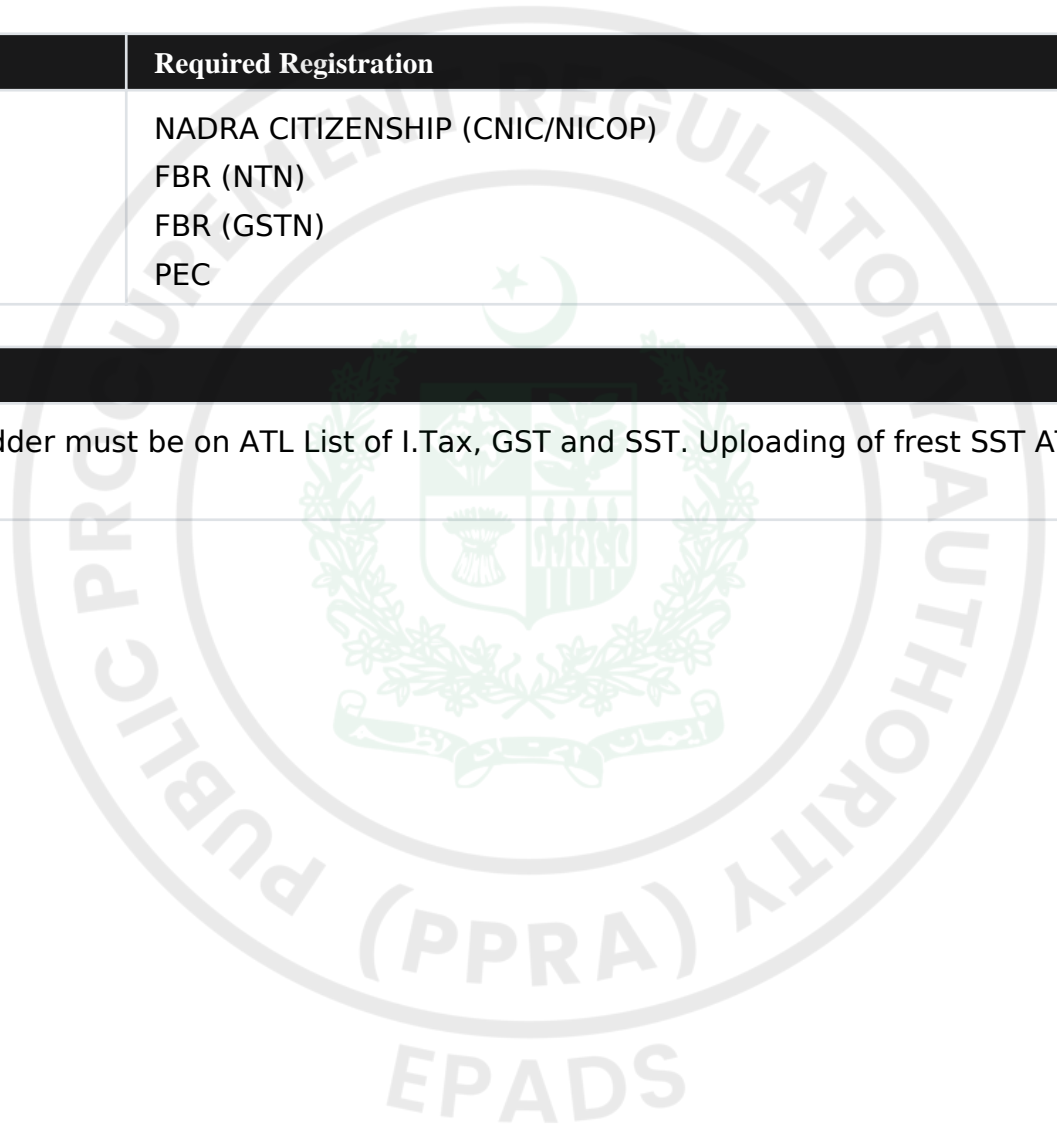 Required Registration
NADRA CITIZENSHIP (CNIC/NICOP)
FBR (NTN)
FBR (GSTN)
PEC
dder must be on ATL List of I.Tax, GST and SST. Uploading of frest SST AT
PUBLIC PROCUREMENT REGULATORY AUTHORITY
(PPRA)
EPADS